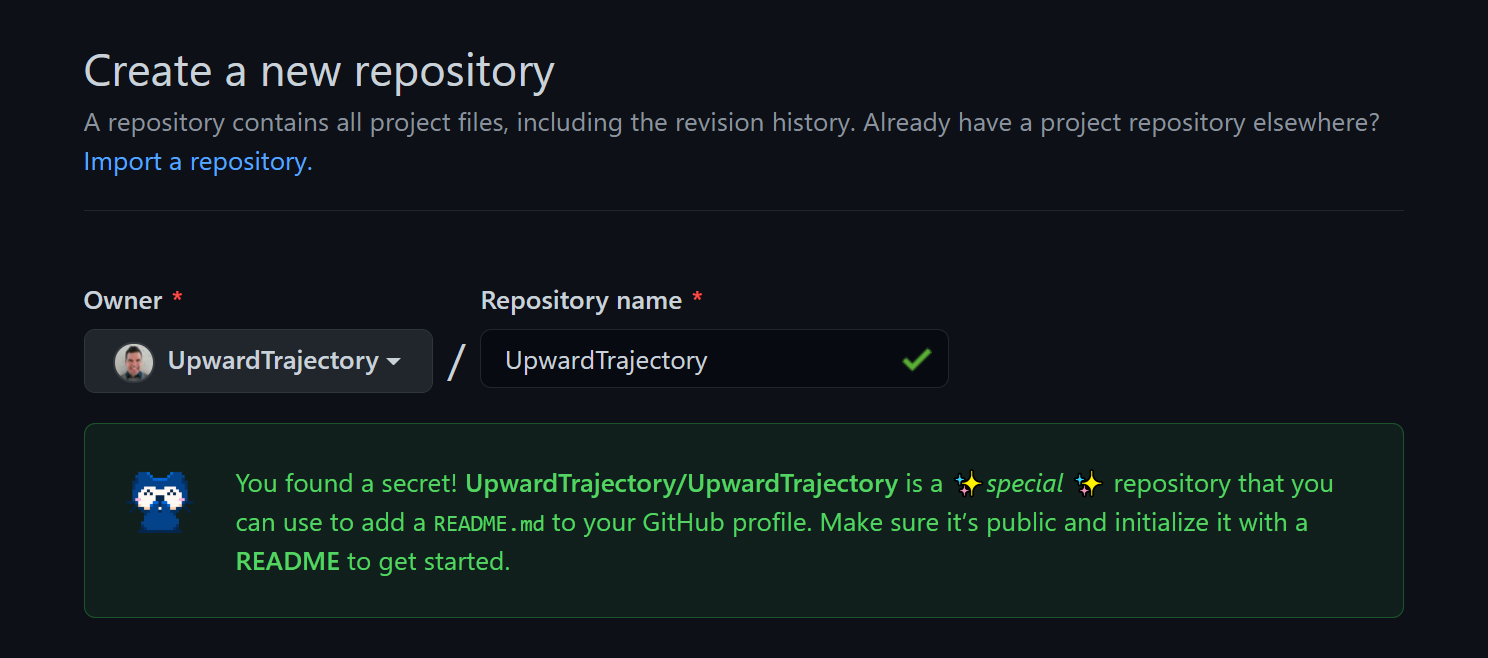 Create a new repository
A repository contains all project files, including the revision history. Already have a project repository elsewhere?
Import a repository.
Owner * Repository name *
UpwardTrajectory / UpwardTrajectory
You found a secret! UpwardTrajectory/UpwardTrajectory is a ✨special ✨ repository that you
can use to add a README.md to your GitHub profile. Make sure it’s public and initialize it with a
README to get started.